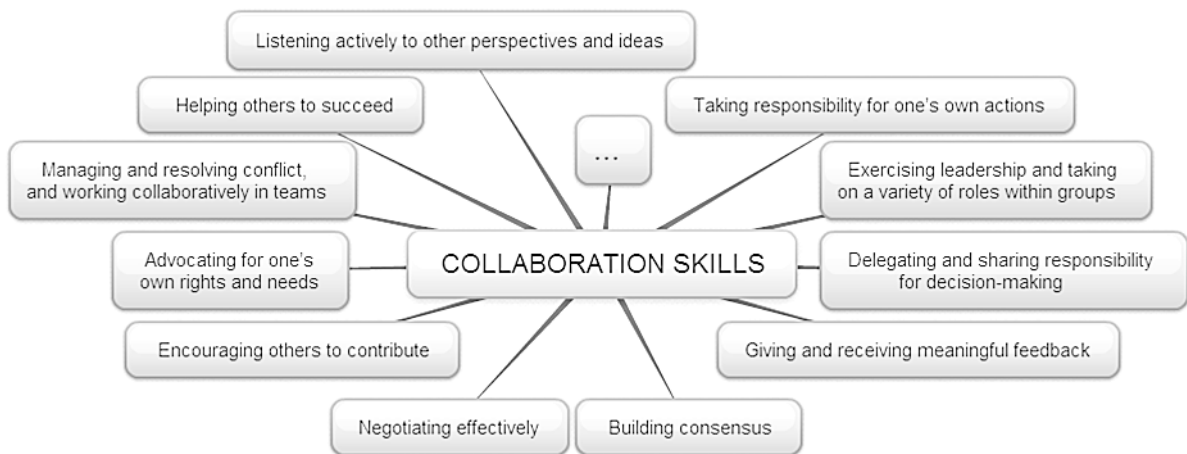 Listening actively to other perspectives and ideas
Helping others to succeed
Taking responsibility for one's own actions
...
Managing and resolving conflict,
and working collaboratively in teams
Exercising leadership and taking
on a variety of roles within groups
Advocating for one's
own rights and needs
COLLABORATION SKILLS
Delegating and sharing responsibility
for decision-making
Encouraging others to contribute
Giving and receiving meaningful feedback
Negotiating effectively
Building consensus